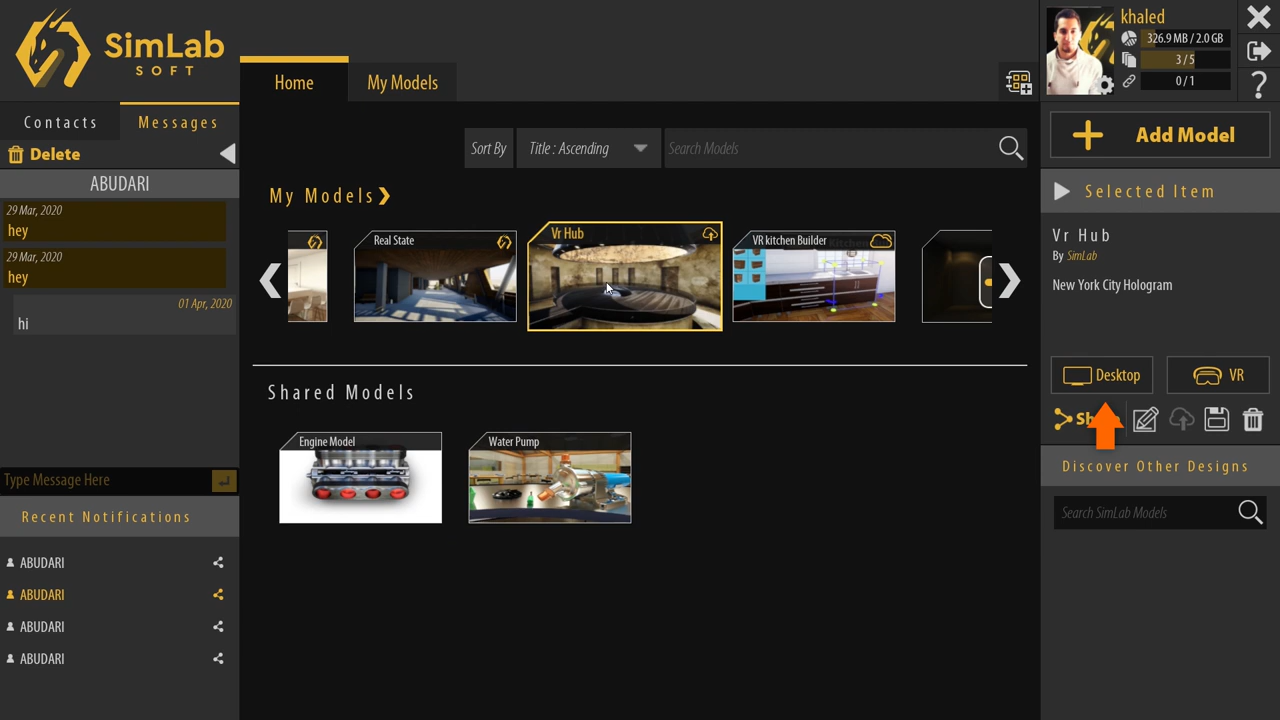 SimLab
SOFT
Contacts
Messages
Delete
ABUDARI
29 Mar, 2020
hey
29 Mar, 2020
hey
01 Apr, 2020
hi
Type Message Here
Recent Notifications
ABUDARI
ABUDARI
ABUDARI
ABUDARI
Home
My Models
Sort By
Title : Ascending
Search Models
My Models
Real State
Vr Hub
VR kitchen Builder
Shared Models
Engine Model
Water Pump
khaled
326.9 MB / 2.0 GB
3 / 5
0 / 1
?
Add Model
Selected Item
Vr Hub
By SimLab
New York City Hologram
Desktop
VR
Discover Other Designs
Search SimLab Models